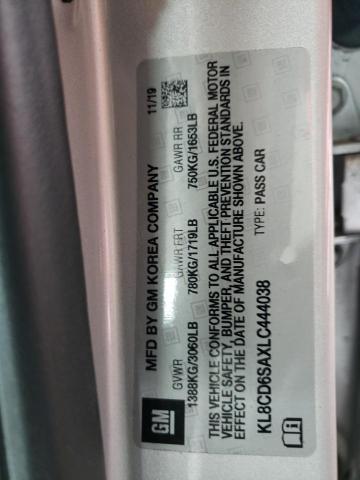 GM
MFD BY GM KOREA COMPANY 11/19
GVWR GAWR FRT GAWR RR
1388KG/3060LB 780KG/1719LB 750KG/1653LB
THIS VEHICLE CONFORMS TO ALL APPLICABLE U.S. FEDERAL MOTOR
VEHICLE SAFETY, BUMPER, AND THEFT PREVENTION STANDARDS IN
EFFECT ON THE DATE OF MANUFACTURE SHOWN ABOVE.
KL8CD6SAXLC444038 TYPE: PASS CAR